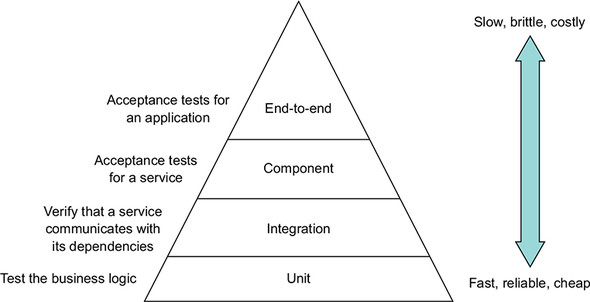 Slow, brittle, costly
Acceptance tests for
an application
End-to-end
Acceptance tests
for a service
Component
Verify that a service
communicates with
its dependencies
Integration
Test the business logic
Unit
Fast, reliable, cheap